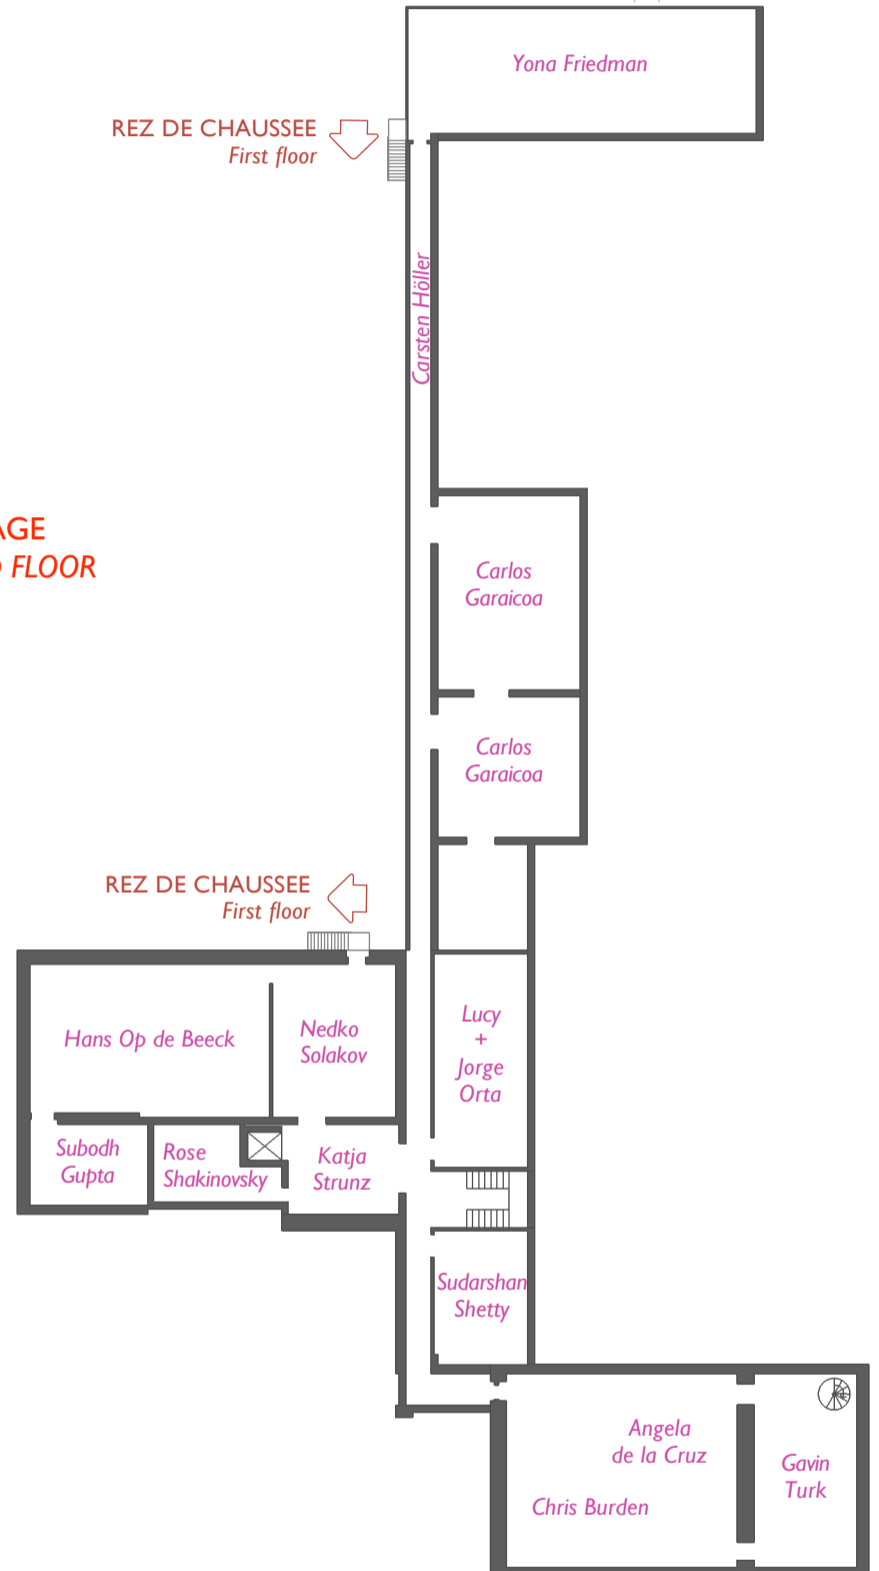 Yona Friedman
REZ DE CHAUSSEE
First floor
Carsten Höller
FLOOR
Carlos
Garaicoa
Carlos
Garaicoa
REZ DE CHAUSSEE
First floor
Hans Op de Beeck
Nedko
Solakov
Lucy
+
Jorge
Orta
Subodh
Gupta
Rose
Shakinovsky
Katja
Strunz
Sudarshan
Shetty
Angela
de la Cruz
Chris Burden
Gavin
Turk